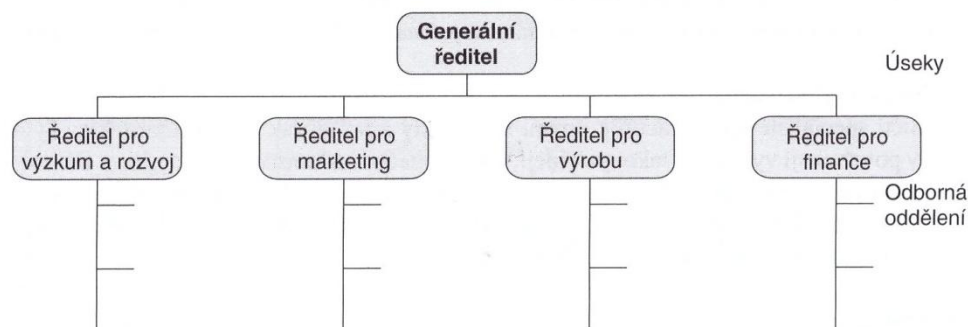 Generální
ředitel
Úseky
Ředitel pro
výzkum a rozvoj
Ředitel pro
marketing
Ředitel pro
výrobu
Ředitel pro
finance
Odborná
oddělení